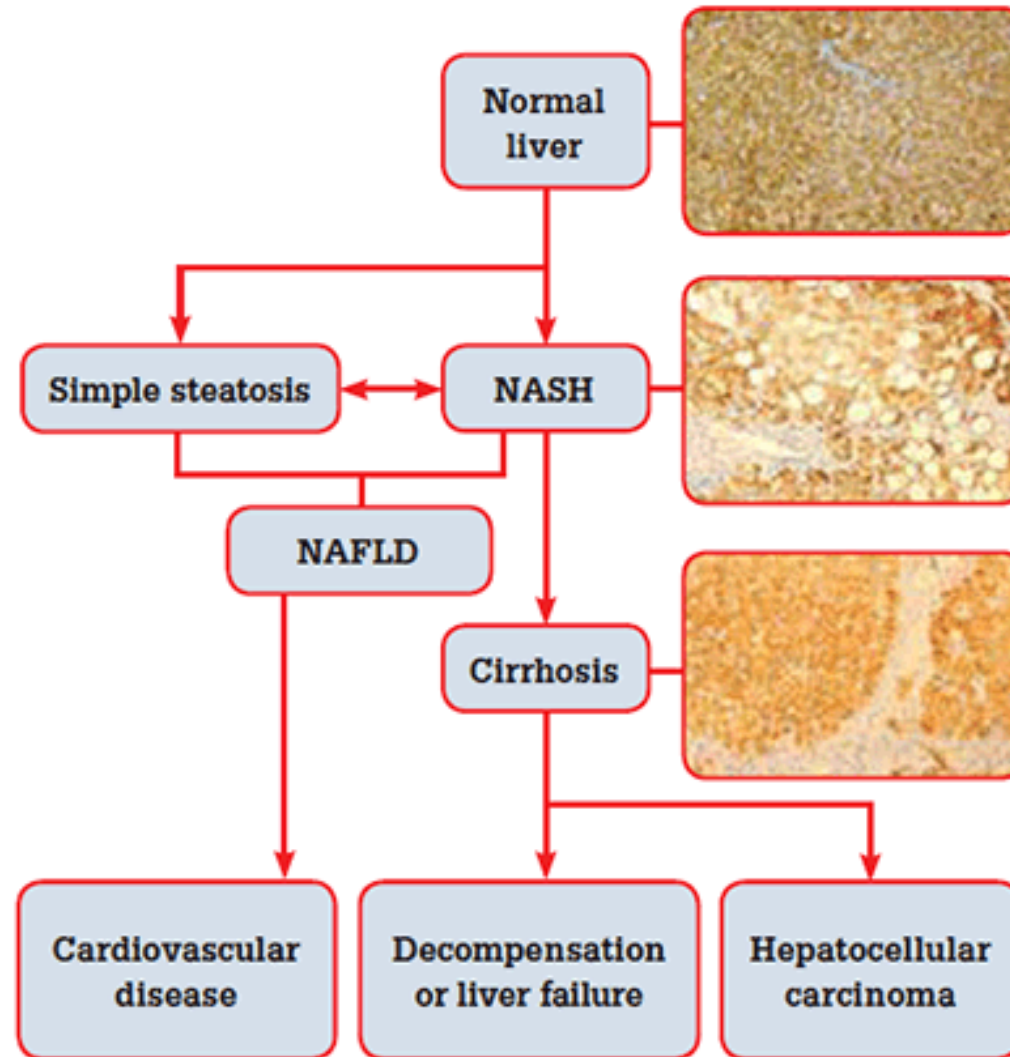 Normal
liver
Simple steatosis
NASH
NAFLD
Cirrhosis
Cardiovascular
disease
Decompensation
or liver failure
Hepatocellular
carcinoma